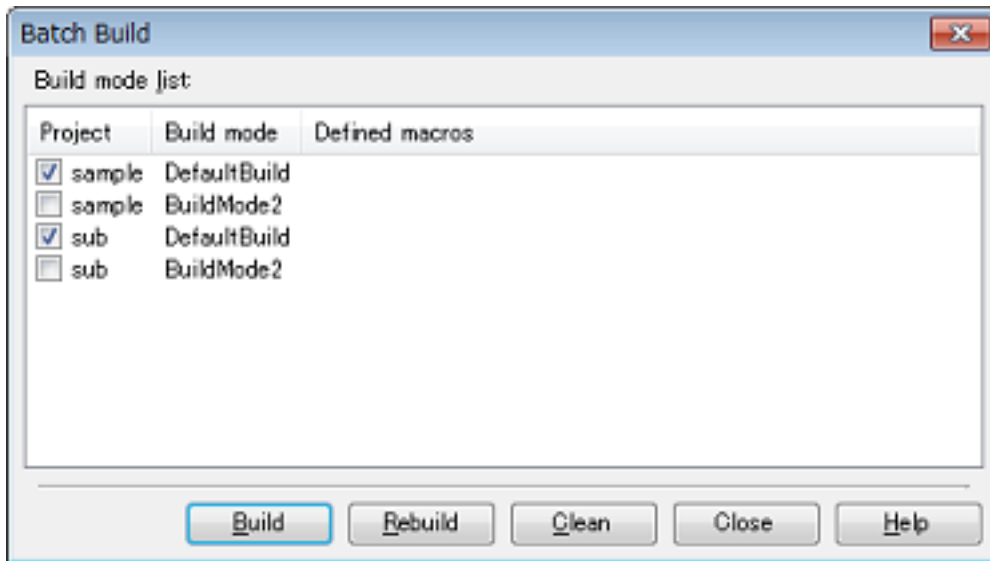 Batch Build
Build mode list:
Project Build mode Defined macros
sample DefaultBuild
sample BuildMode2
sub DefaultBuild
sub BuildMode2
Build Rebuild Clean Close Help